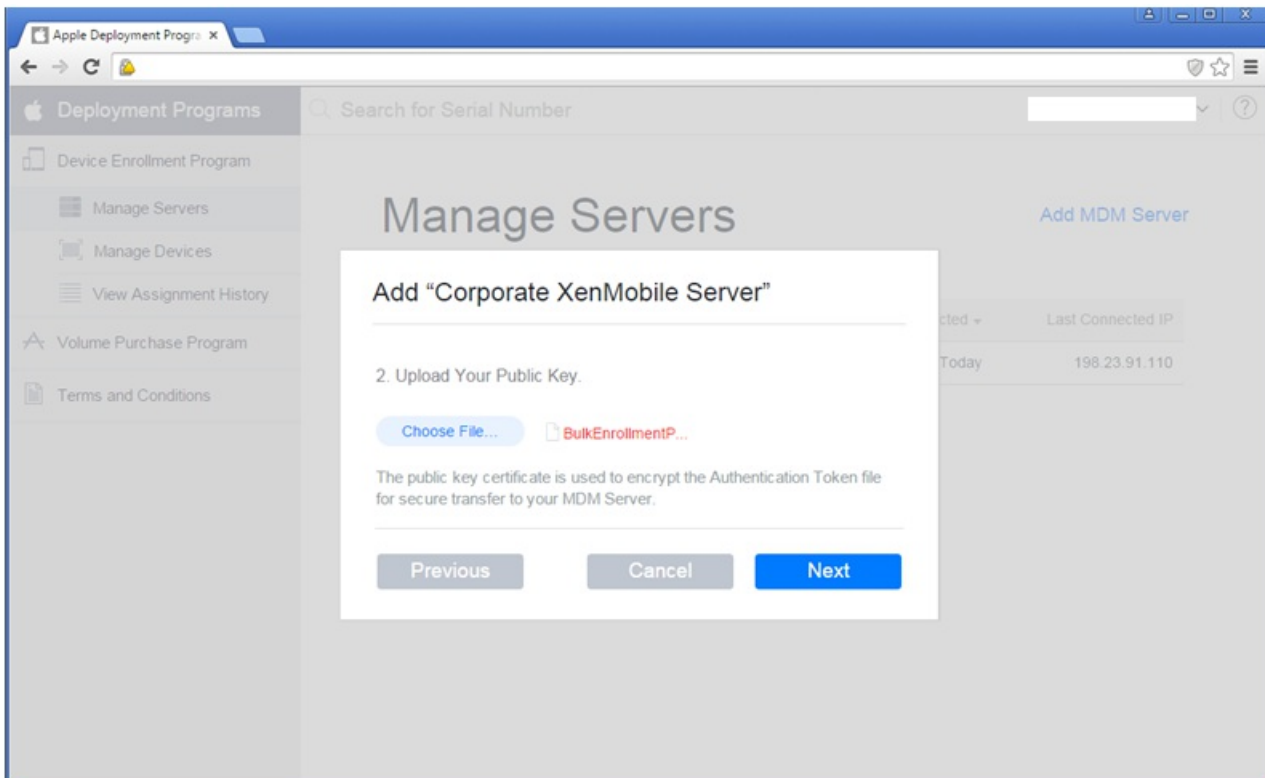 Apple Deployment Progra
Deployment Programs
Search for Serial Number
Device Enrollment Program
Manage Servers
Manage Devices
View Assignment History
Volume Purchase Program
Terms and Conditions
Manage Servers
Add MDM Server
cted
Last Connected IP
Today
198.23.91.110
Add “Corporate XenMobile Server”
2. Upload Your Public Key.
Choose File...
BulkEnrollmentP...
The public key certificate is used to encrypt the Authentication Token file
for secure transfer to your MDM Server.
Previous
Cancel
Next